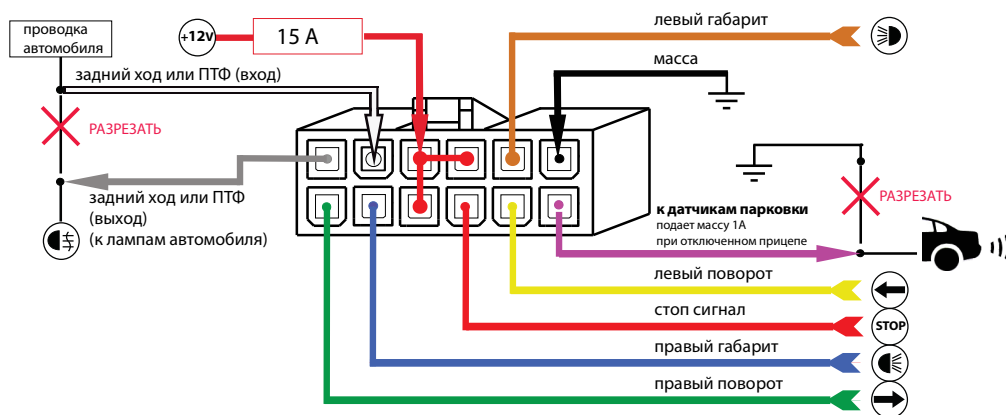 проводка
автомобиля
+12v
15 А
левый габарит
задний ход или ПТФ (вход)
масса
РАЗРЕЗАТЬ
задний ход или ПТФ
(выход)
(к лампам автомобиля)
к датчикам парковки
подает массу 1А
при отключенном прицепе
РАЗРЕЗАТЬ
левый поворот
стоп сигнал
STOP
правый габарит
правый поворот